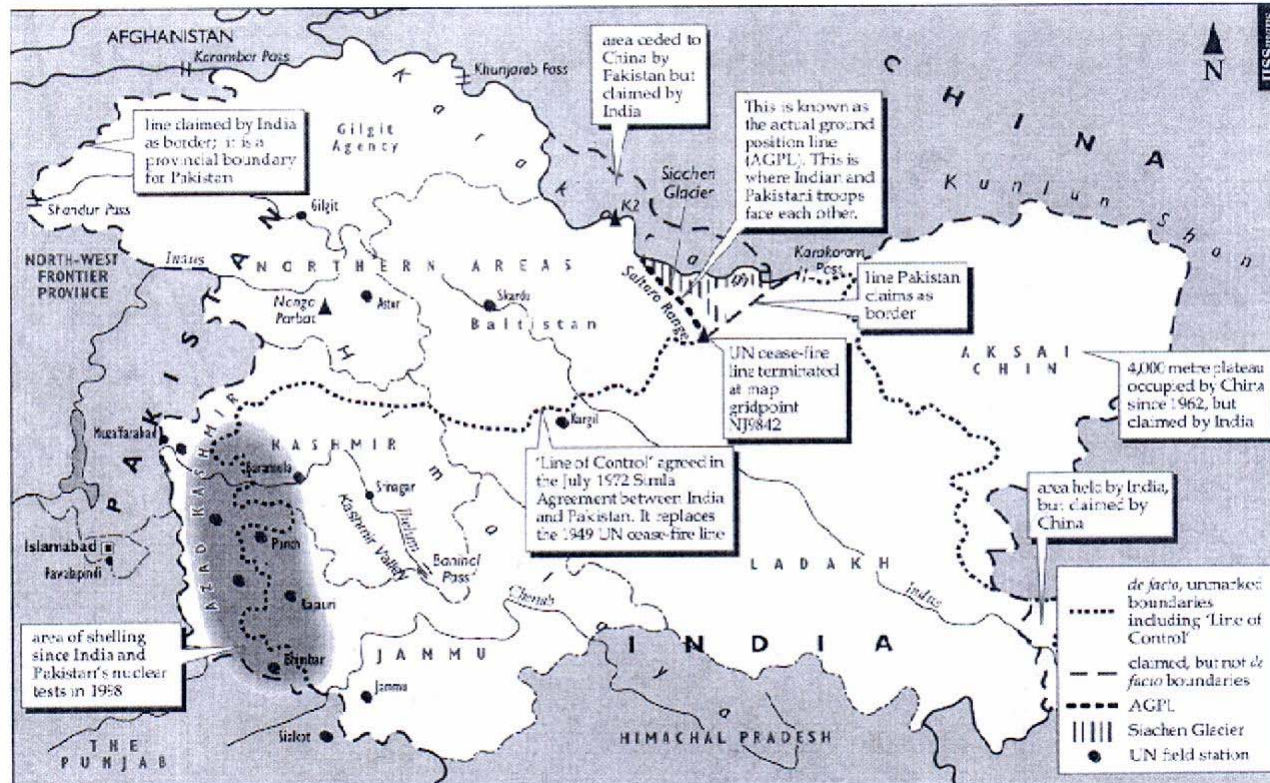 AFGHANISTAN
Karambar Pass
Khunjarab Pass
area ceded to
China by
Pakistan but
claimed by
India
N
CHINA
line claimed by India
as border; it is a
provincial boundary
for Pakistan
Gilgit
Agency
Karakoram
This is known as
the actual ground
position line
(AGPL). This is
where Indian and
Pakistani troops
face each other.
Siachen
Glacier
Kunlun Shan
Shandur Pass
Gilgit
K2
NORTH-WEST
FRONTIER
PROVINCE
Indus
NORTHERN AREAS
Karakoram
Pass
line Pakistan
claims as
border
Nanga
Parbat
Astor
Skardu
Baltistan
Saltoro Range
PAKISTAN
UN cease-fire
line terminated
at map
gridpoint
NJ9842
AKSAI
CHIN
4,000 metre plateau
occupied by China
since 1962, but
claimed by India
Muzaffarabad
KASHMIR
Kargil
Baramula
Srinagar
Jhelum
Kashmir Valley
'Line of Control' agreed in
the July 1972 Simla
Agreement between India
and Pakistan. It replaces
the 1949 UN cease-fire line
area held by India,
but claimed by
China
Islamabad
Rawalpindi
AZAD KASHMIR
Punch
Banihal
Pass
LADAKH
Indus
Chenab
Himalaya
area of shelling
since India and
Pakistan's nuclear
tests in 1998
Bhimbar
JAMMU
INDIA
Jammu
Sialkot
THE
PUNJAB
HIMACHAL PRADESH
de facto, unmarked
boundaries
including 'Line of
Control'
claimed, but not de
facto boundaries
AGPL
Siachen Glacier
UN field station